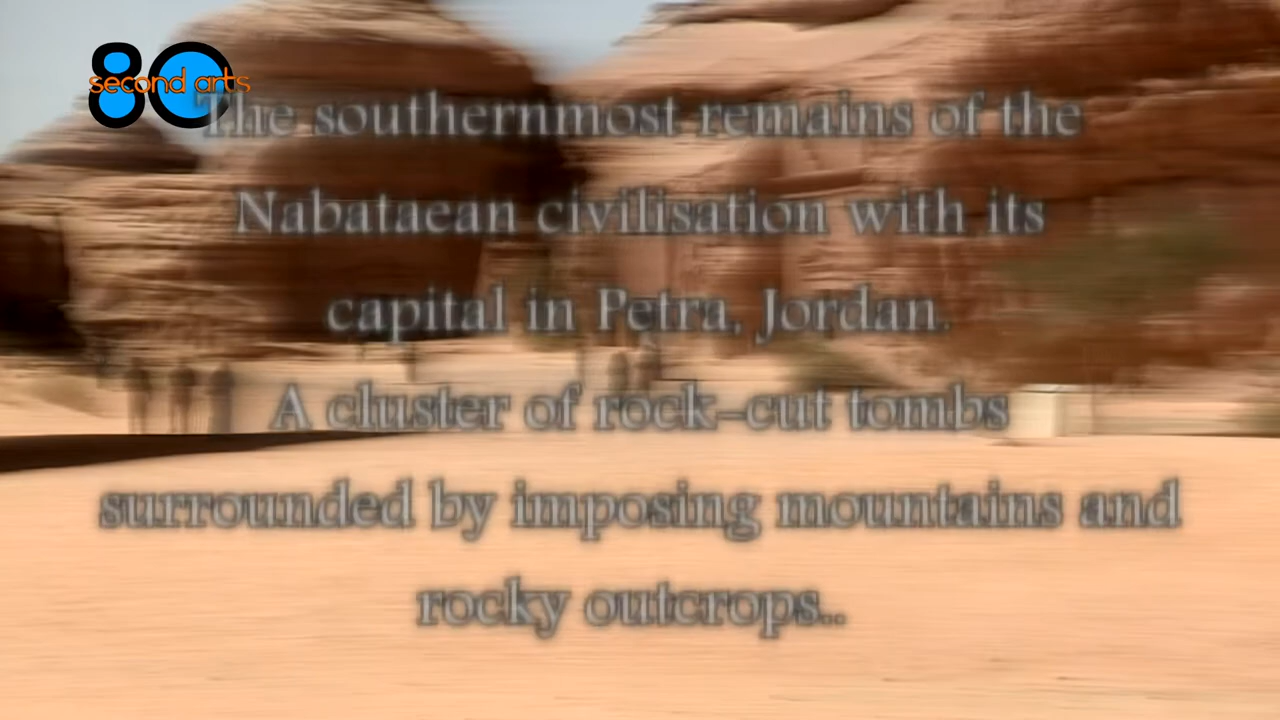 80
second arts
The southernmost remains of the
Nabataean civilisation with its
capital in Petra, Jordan.
A cluster of rock-cut tombs
surrounded by imposing mountains and
rocky outcrops..